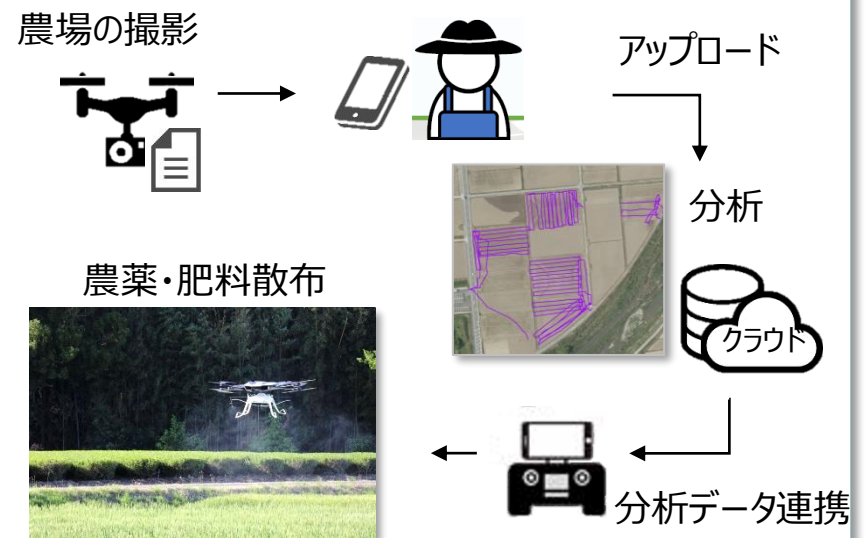 農場の撮影
アップロード
分析
クラウド
農薬・肥料散布
分析データ連携